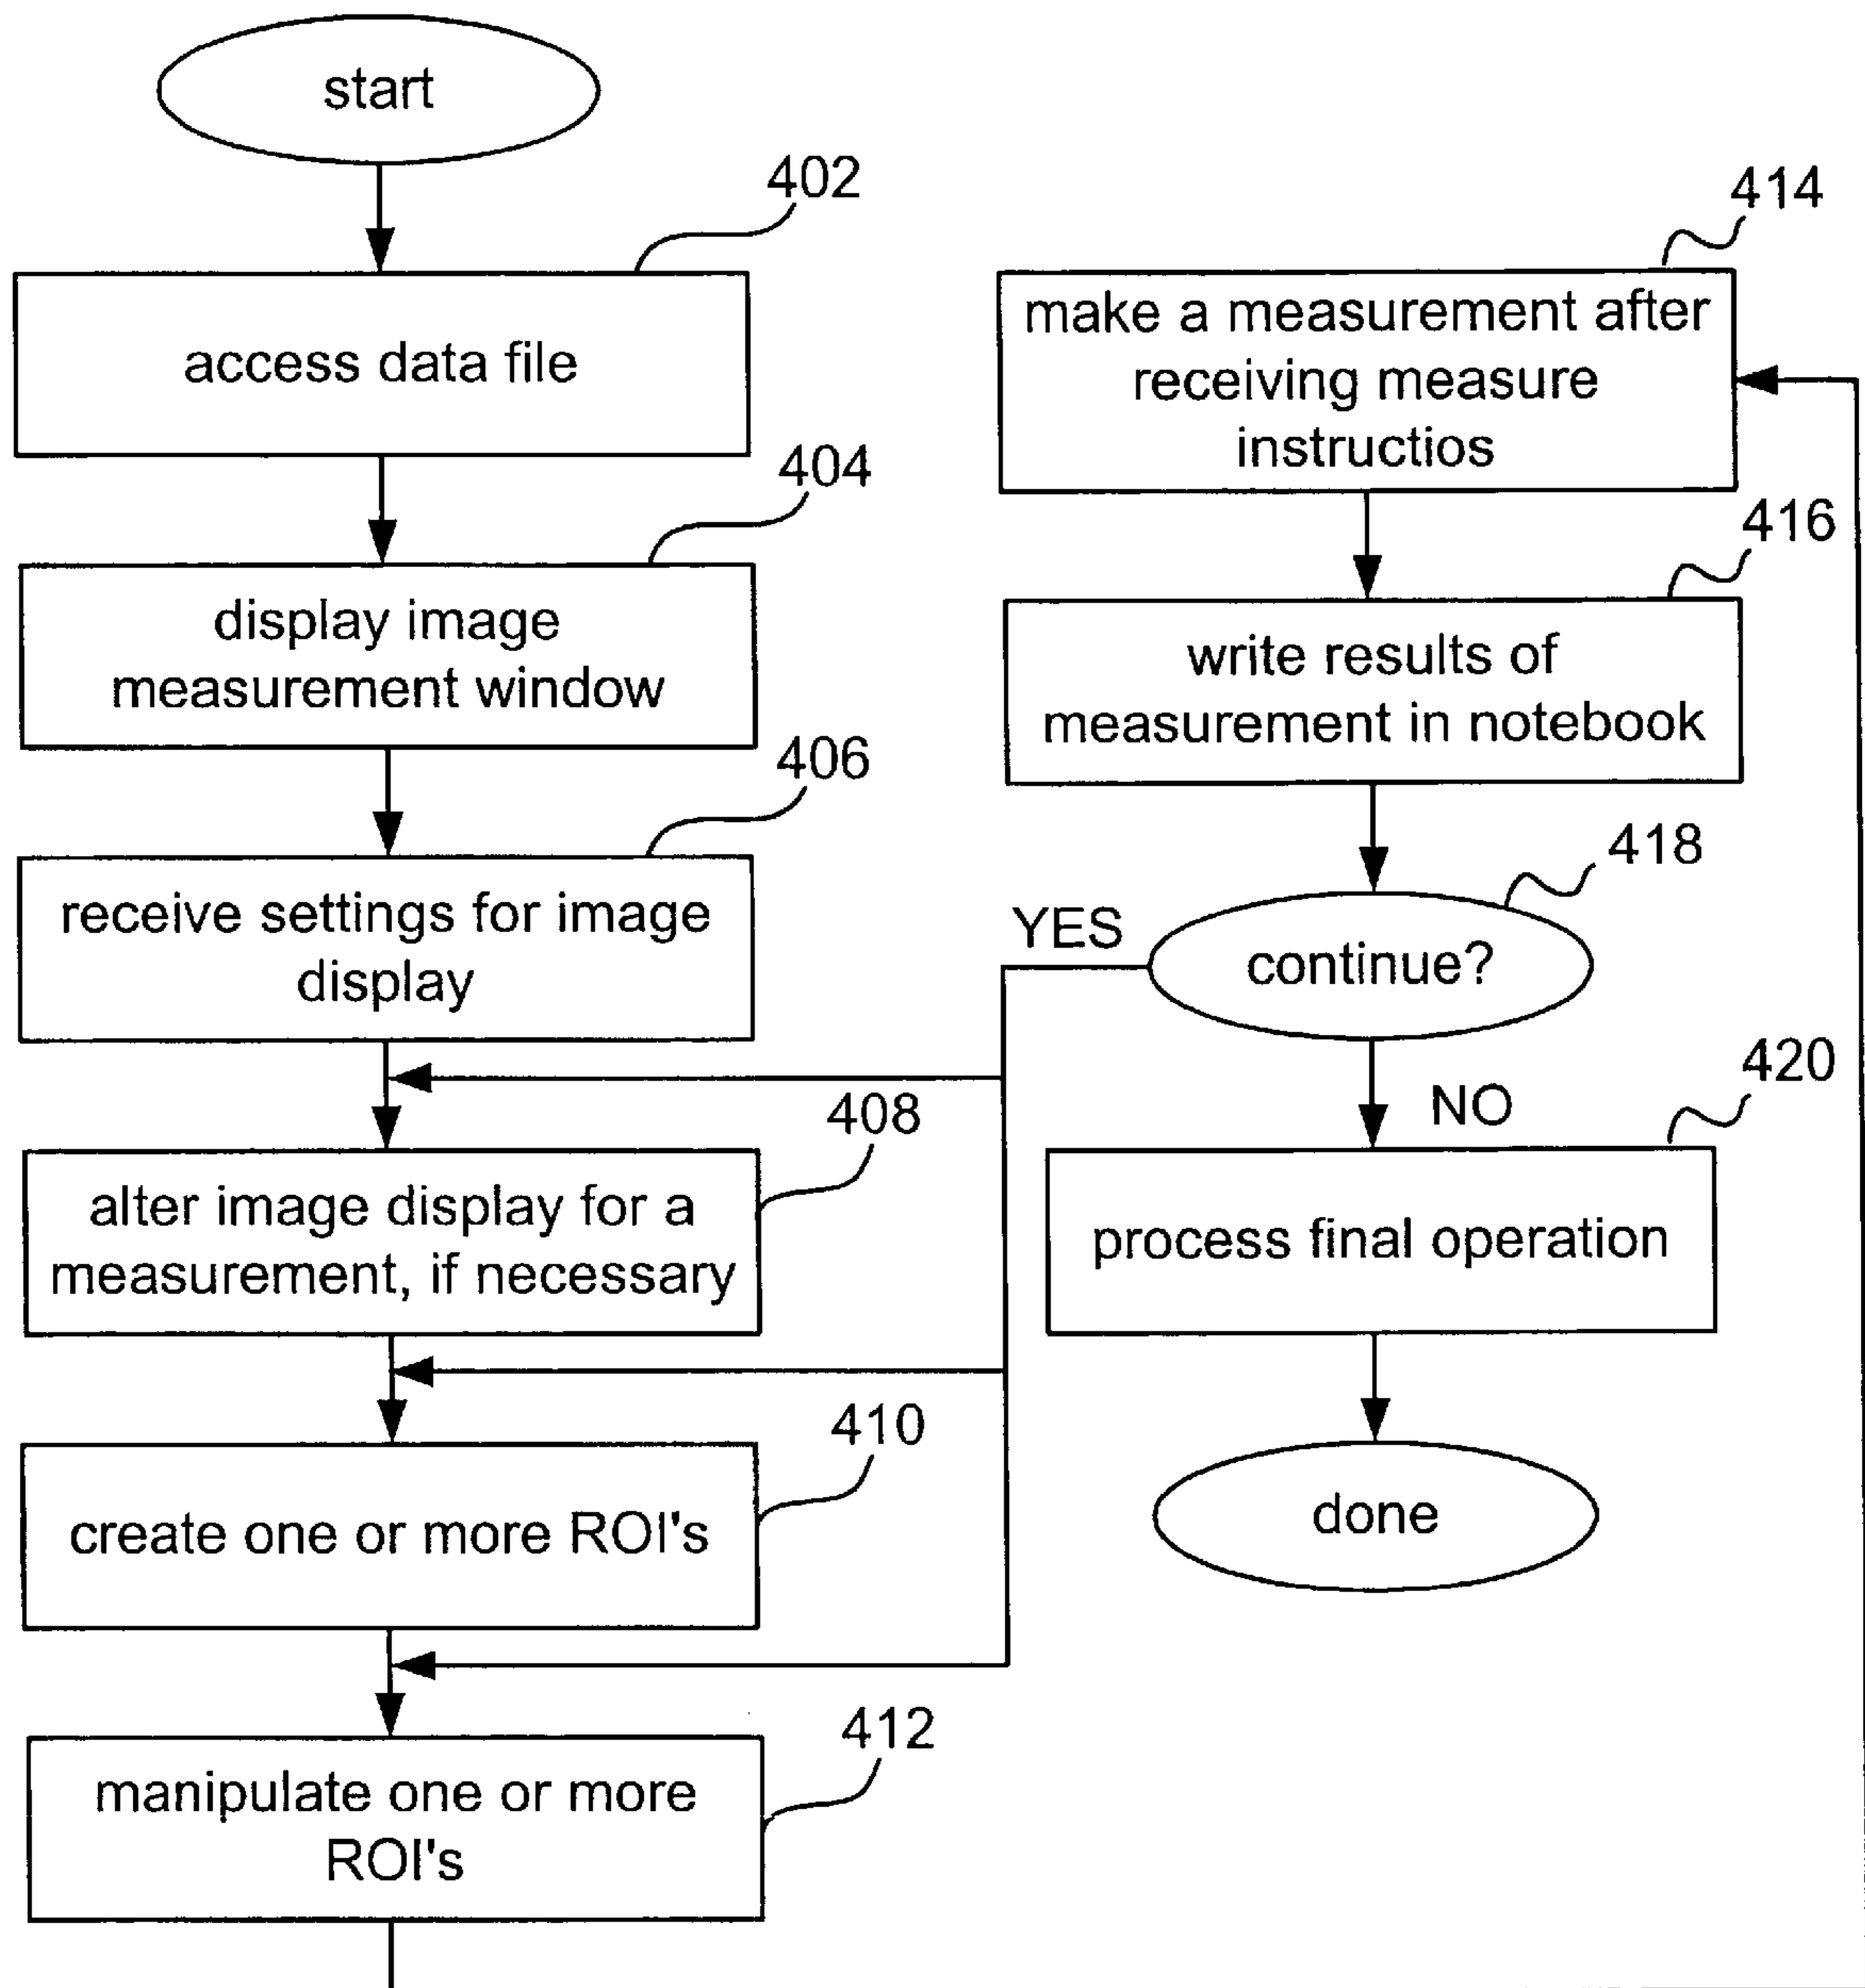 start
402
access data file
404
display image
measurement window
406
receive settings for image
display
408
alter image display for a
measurement, if necessary
410
create one or more ROI's
412
manipulate one or more
ROI's
414
make a measurement after
receiving measure
instructios
416
write results of
measurement in notebook
418
YES
continue?
NO
420
process final operation
done